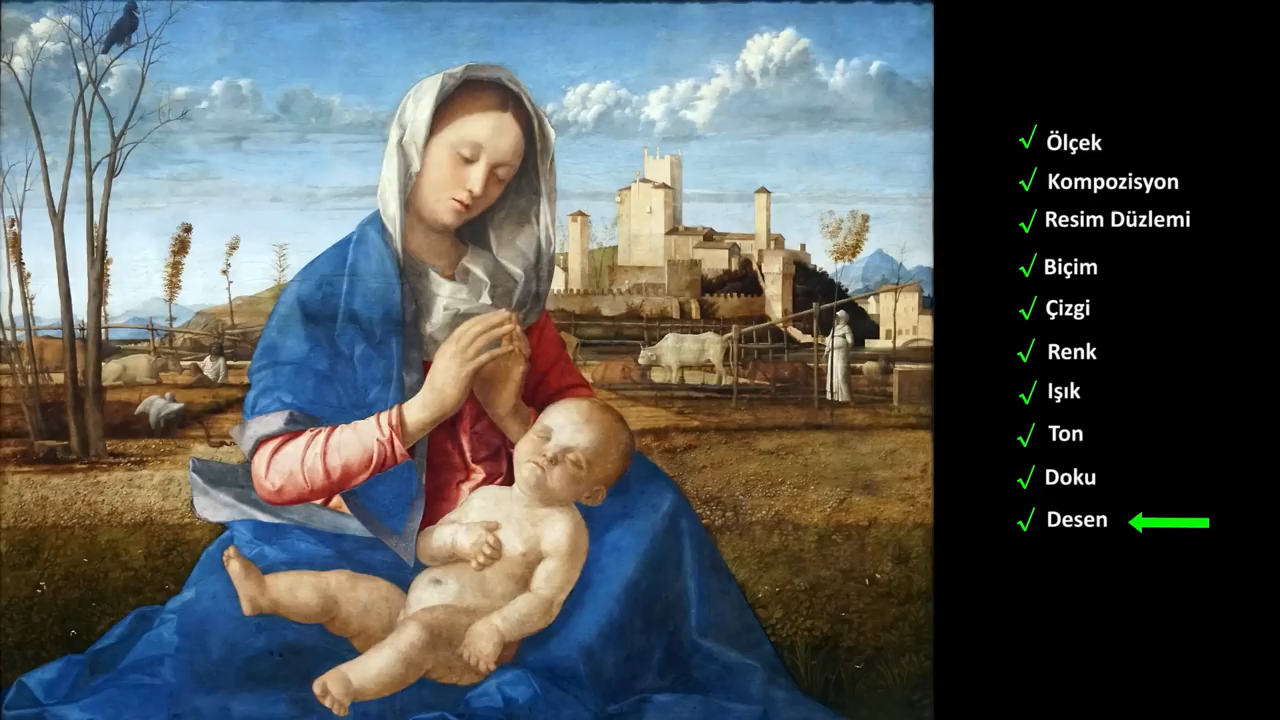 Ölçek
Kompozisyon
Resim Düzlemi
Biçim
Çizgi
Renk
Işık
Ton
Doku
Desen